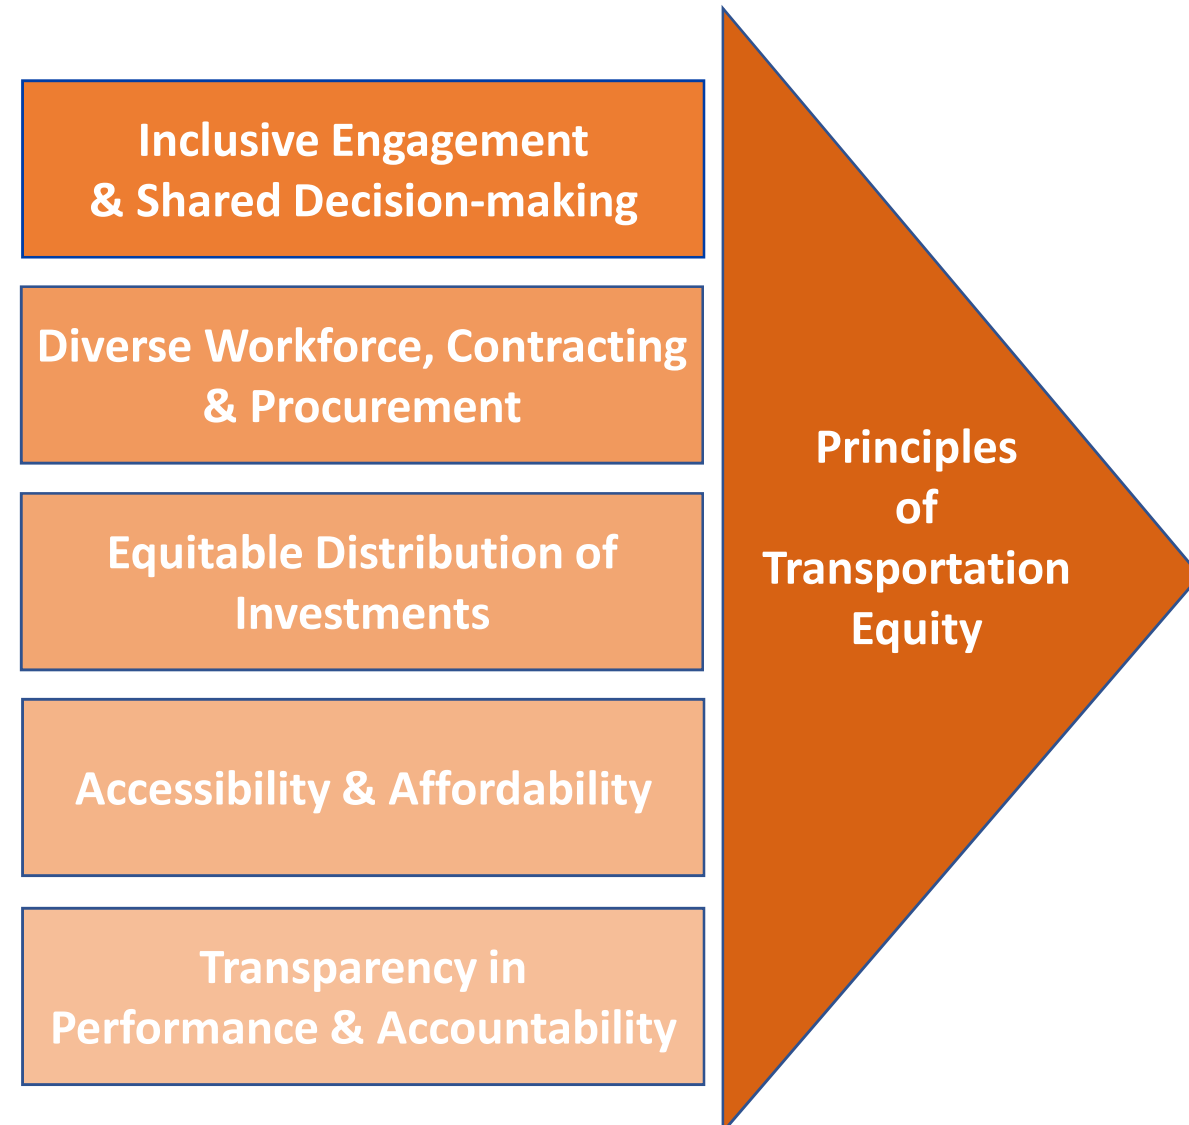 Inclusive Engagement
& Shared Decision-making
Diverse Workforce, Contracting
& Procurement
Equitable Distribution of
Investments
Accessibility & Affordability
Transparency in
Performance & Accountability
Principles
of
Transportation
Equity